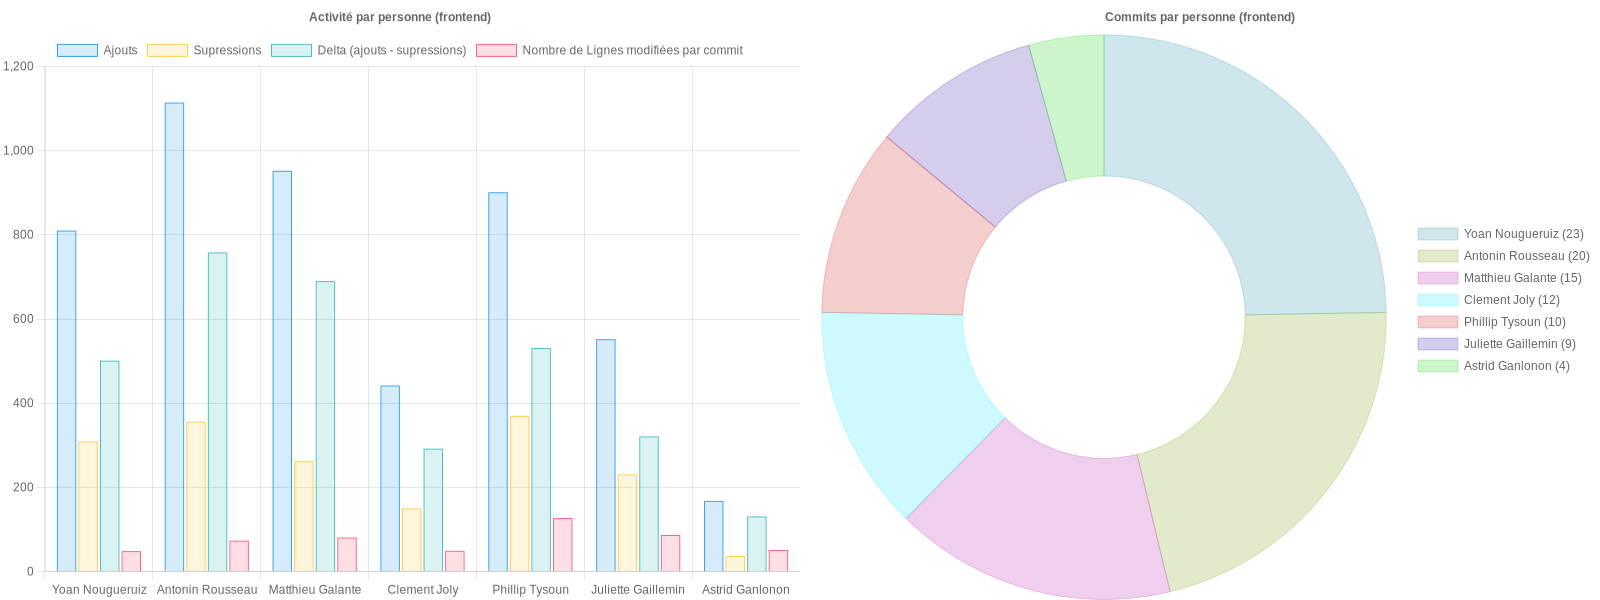 Activité par personne (frontend)
Ajouts
Supressions
Delta (ajouts - supressions)
Nombre de Lignes modifiées par commit
1,200
1,000
800
600
400
200
0
Yoan Nougueruiz
Antonin Rousseau
Matthieu Galante
Clement Joly
Phillip Tysoun
Juliette Gaillemin
Astrid Ganlonon
Commits par personne (frontend)
Yoan Nougueruiz (23)
Antonin Rousseau (20)
Matthieu Galante (15)
Clement Joly (12)
Phillip Tysoun (10)
Juliette Gaillemin (9)
Astrid Ganlonon (4)